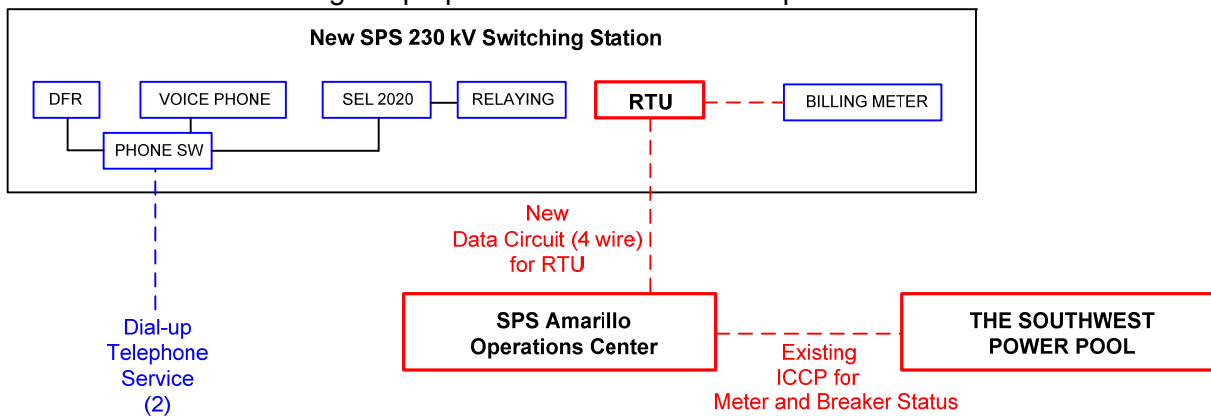 New SPS 230 kV Switching Station
DFR
VOICE PHONE
SEL 2020
RELAYING
RTU
BILLING METER
PHONE SW
New
Data Circuit (4 wire)
for RTU
Dial-up
Telephone
Service
(2)
SPS Amarillo
Operations Center
Existing
ICCP for
Meter and Breaker Status
THE SOUTHWEST
POWER POOL